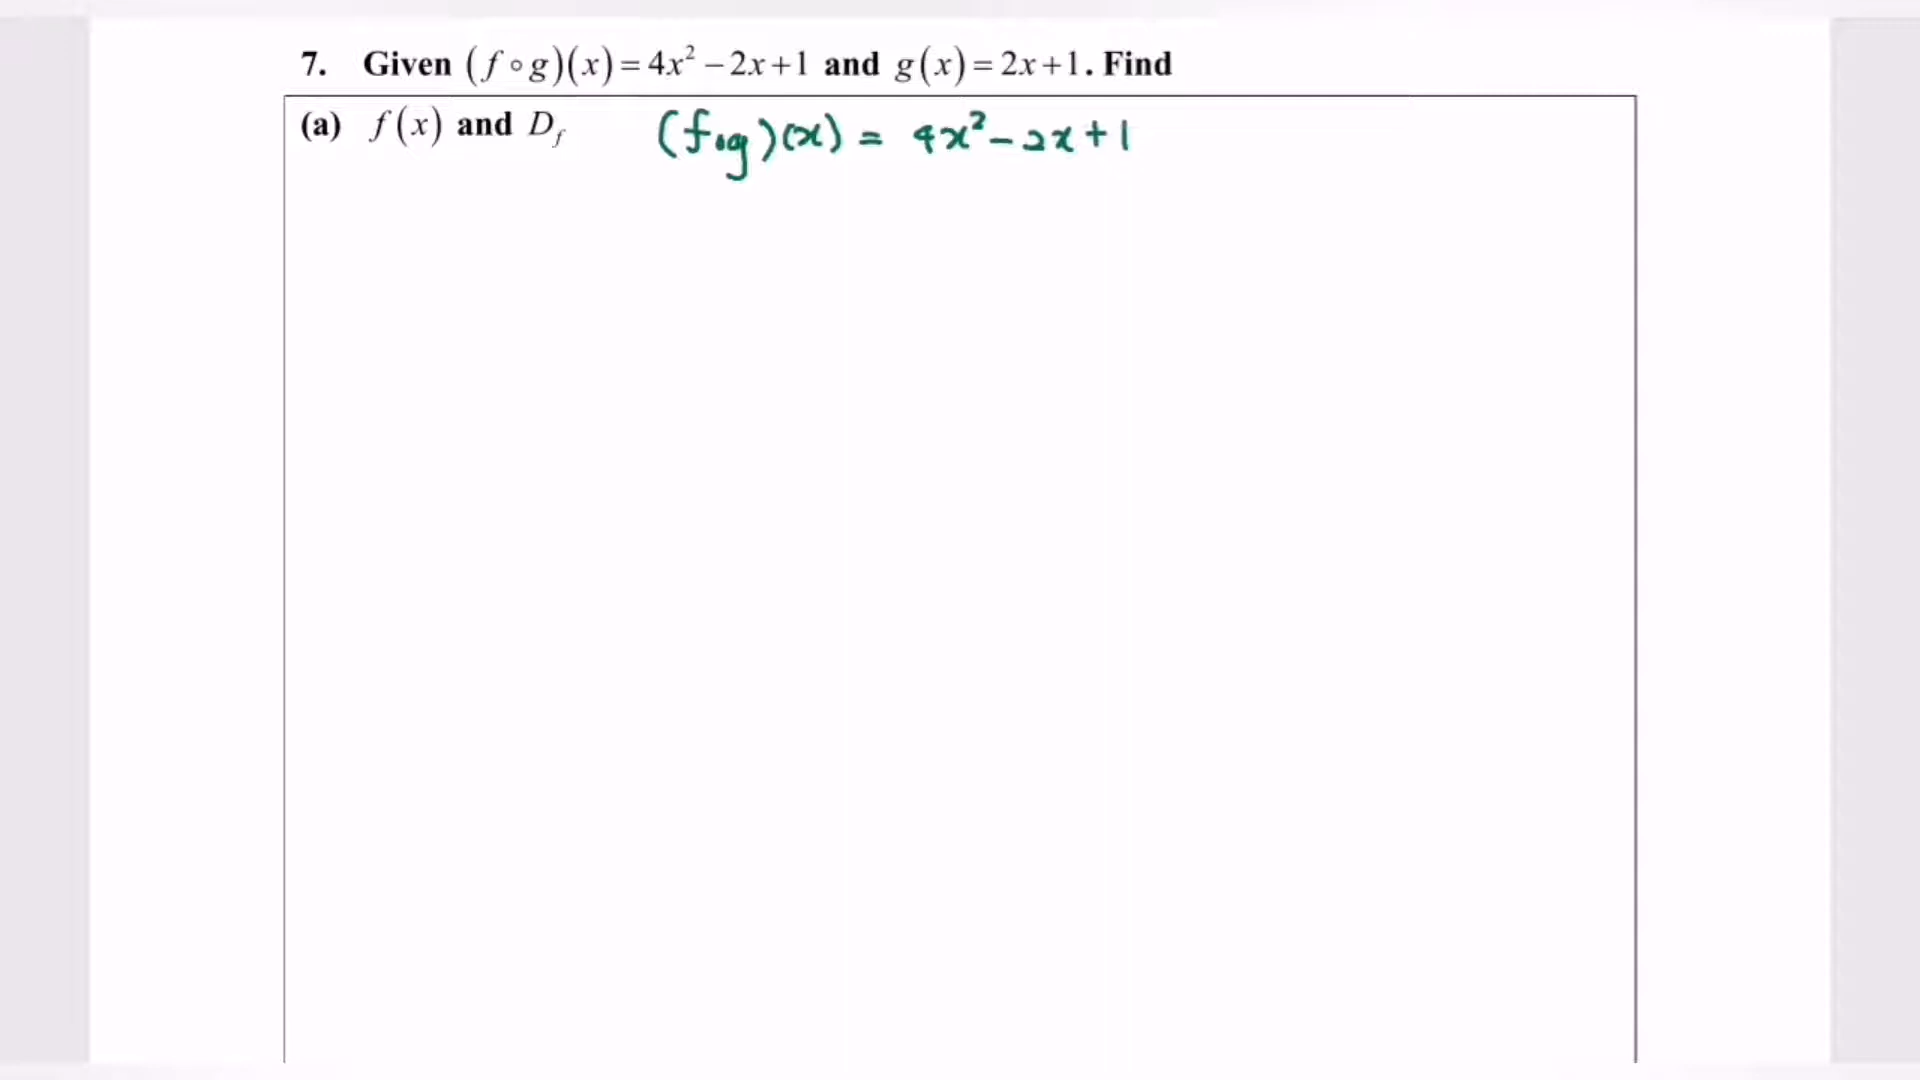 7. Given (f∘g)(x)=4x²−2x+1 and g(x)=2x+1. Find
(a) f(x) and D_f (f∘g)(x) = 4x²−2x+1